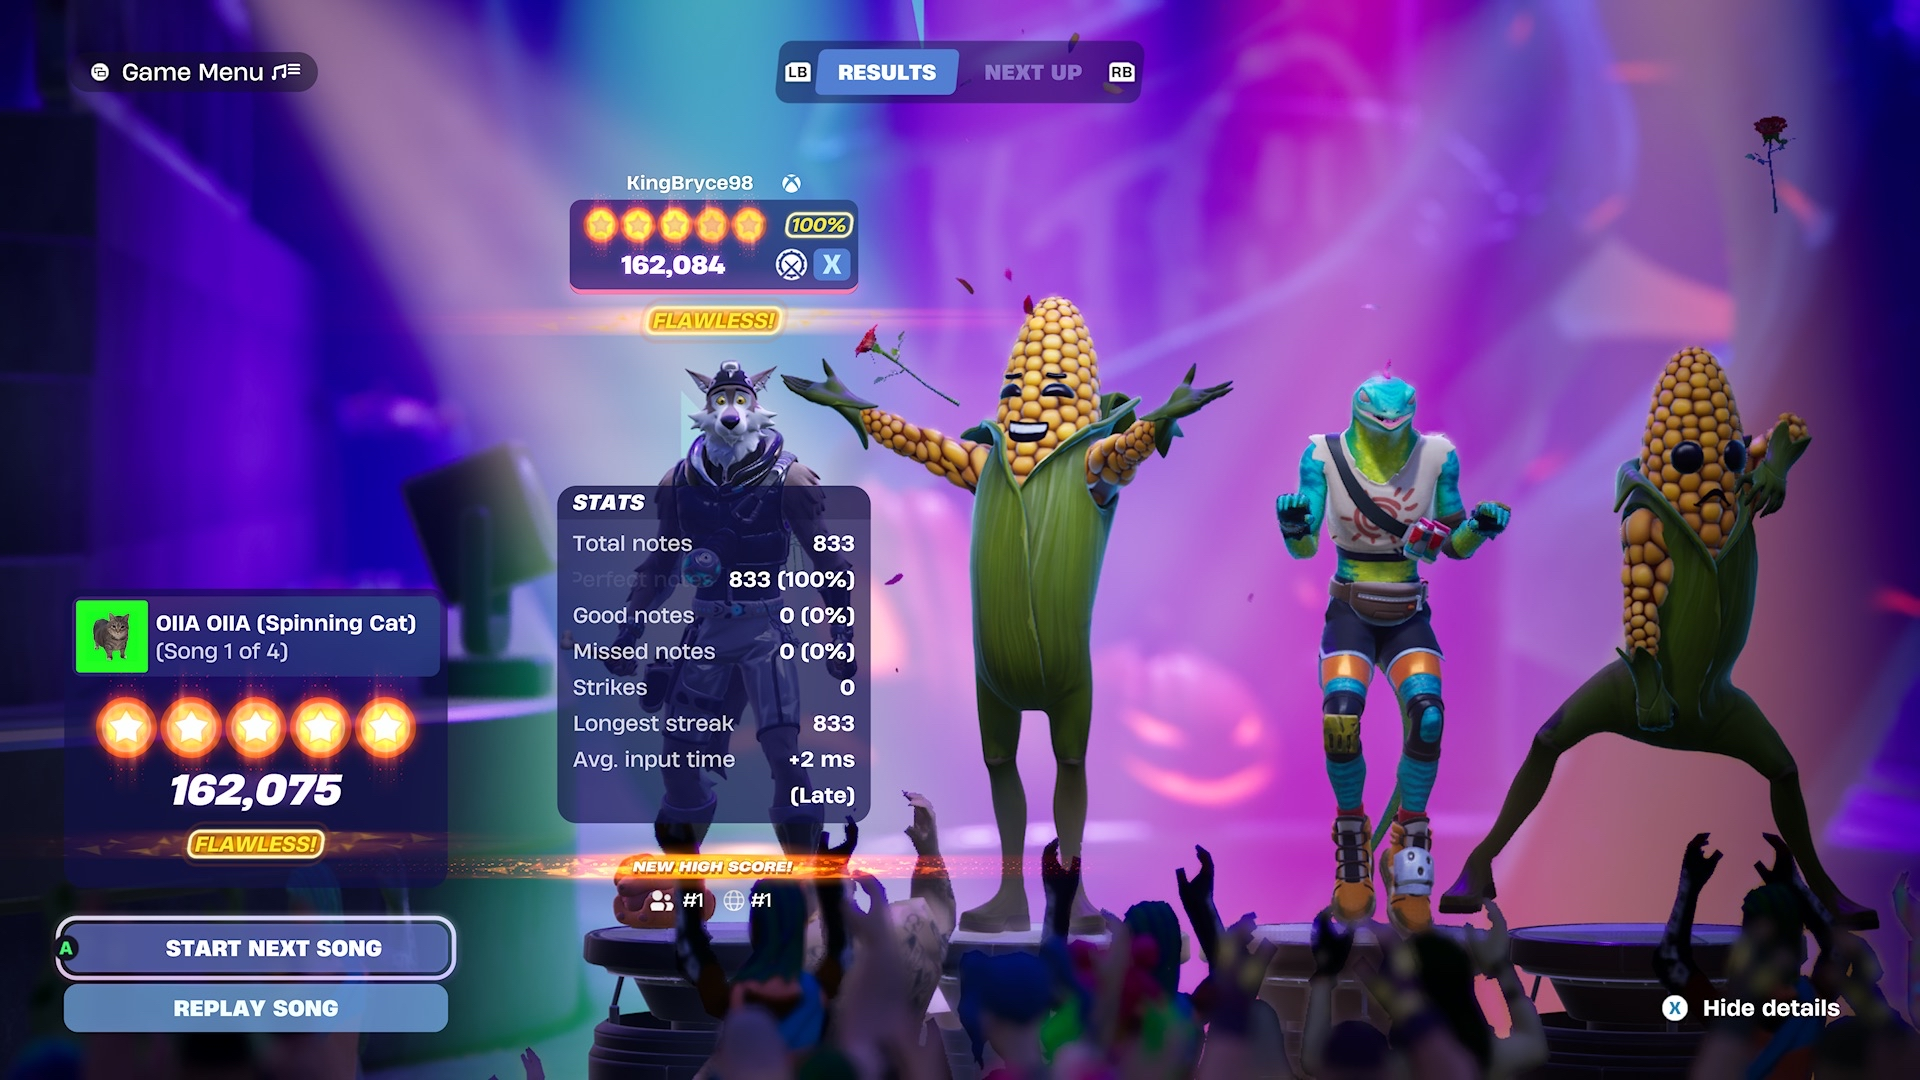 Game Menu
LB RESULTS NEXT UP RB
KingBryce98
100%
162,084
X
FLAWLESS!
STATS
Total notes 833
Perfect notes 833 (100%)
Good notes 0 (0%)
Missed notes 0 (0%)
Strikes 0
Longest streak 833
Avg. input time +2 ms
(Late)
NEW HIGH SCORE!
#1 #1
OIIA OIIA (Spinning Cat)
(Song 1 of 4)
162,075
FLAWLESS!
A START NEXT SONG
REPLAY SONG
X Hide details